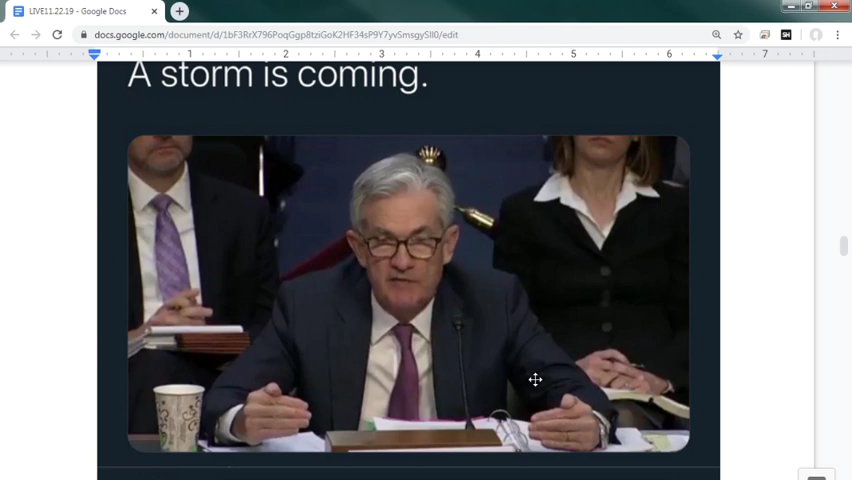 LIVE11.22.19 - Google Docs
docs.google.com/document/d/1bF3RrX796PoqGgp8tziGoK2HF34sP9Y7yvSmsgySlI0/edit
1 2 3 4 5 6 7
A storm is coming.